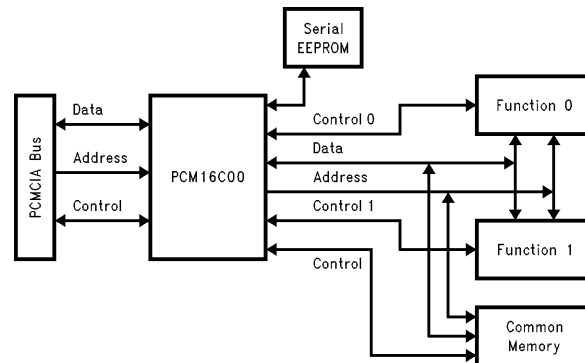 Serial
EEPROM
PCMCIA Bus
Data
Address
Control
PCM16C00
Control 0
Data
Address
Control 1
Control
Function 0
Function 1
Common
Memory